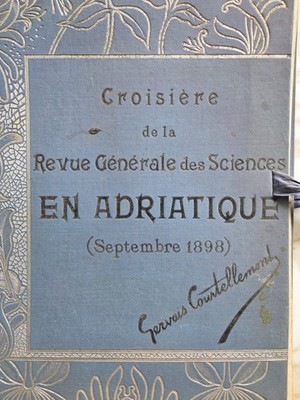 Croisière
de la
Revue Générale des Sciences
EN ADRIATIQUE
(Septembre 1898)
Gervais Courtellemont